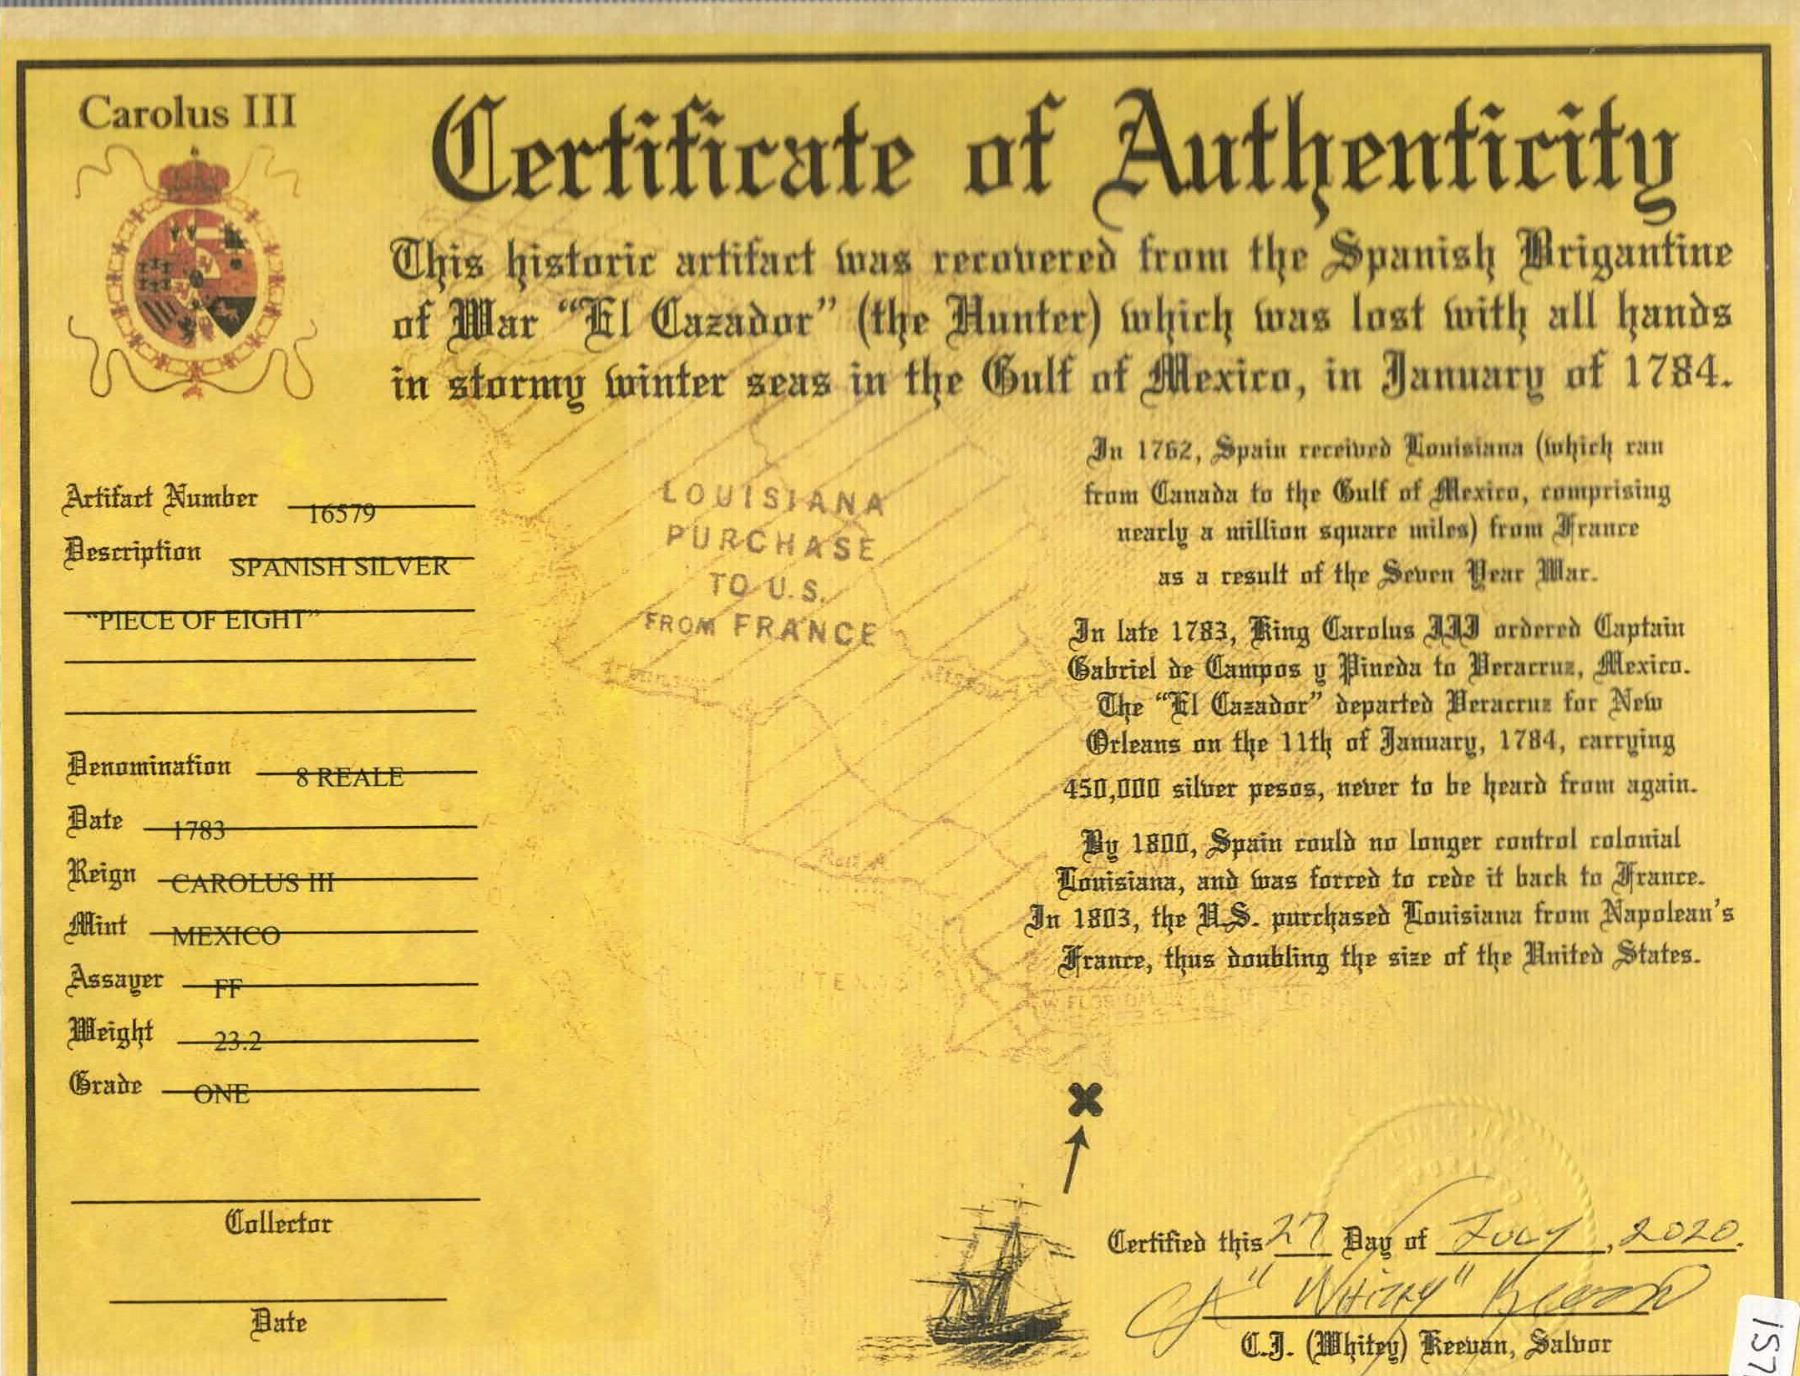 Carolus III
Certificate of Authenticity
This historic artifact was recovered from the Spanish Brigantine
of War “El Cazador” (the Hunter) which was lost with all hands
in stormy winter seas in the Gulf of Mexico, in January of 1784.
Artifact Number 16579
Description SPANISH SILVER
“PIECE OF EIGHT”
Denomination 8 REALE
Date 1783
Reign CAROLUS III
Mint MEXICO
Assayer FF
Weight 23.2
Grade ONE
Collector
Date
LOUISIANA
PURCHASE
TO U.S.
FROM FRANCE
Red R.
TEXAS
W. FLORIDA
In 1762, Spain received Louisiana (which ran
from Canada to the Gulf of Mexico, comprising
nearly a million square miles) from France
as a result of the Seven Year War.
In late 1783, King Carolus III ordered Captain
Gabriel de Campos y Pineda to Veracruz, Mexico.
The “El Cazador” departed Veracruz for New
Orleans on the 11th of January, 1784, carrying
450,000 silver pesos, never to be heard from again.
By 1800, Spain could no longer control colonial
Louisiana, and was forced to cede it back to France.
In 1803, the U.S. purchased Louisiana from Napolean's
France, thus doubling the size of the United States.
Certified this 27 Day of July, 2020.
CJ "Whitey" Keevan
C.J. (Whitey) Keevan, Salvor